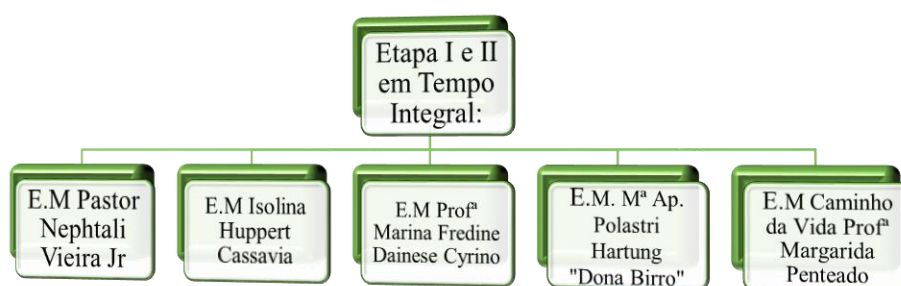 Etapa I e II
em Tempo
Integral:
E.M Pastor
Nephtali
Vieira Jr
E.M Isolina
Huppert
Cassavia
E.M Profª
Marina Fredine
Dainese Cyrino
E.M. Mª Ap.
Polastri
Hartung
"Dona Birro"
E.M Caminho
da Vida Profª
Margarida
Penteado